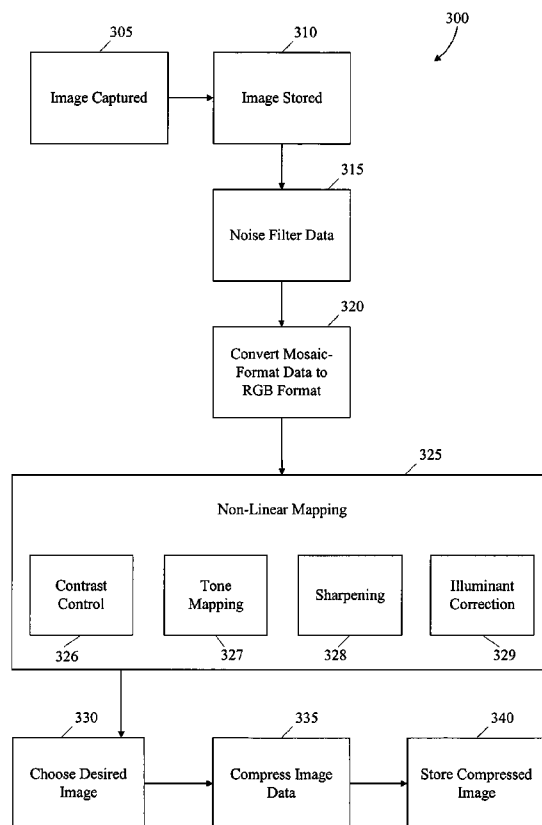 300
305
310
Image Captured
Image Stored
315
Noise Filter Data
320
Convert Mosaic-
Format Data to
RGB Format
325
Non-Linear Mapping
Contrast
Control
326
Tone
Mapping
327
Sharpening
328
Illuminant
Correction
329
330
Choose Desired
Image
335
Compress Image
Data
340
Store Compressed
Image